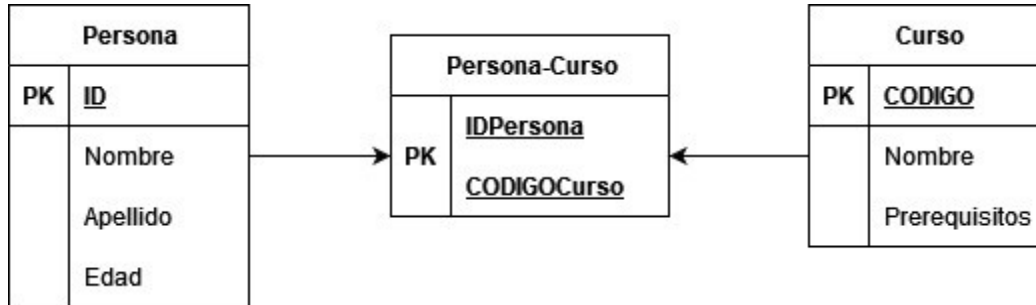 Persona
PK ID
Nombre
Apellido
Edad
Persona-Curso
PK
IDPersona
CODIGOCurso
Curso
PK CODIGO
Nombre
Prerequisitos